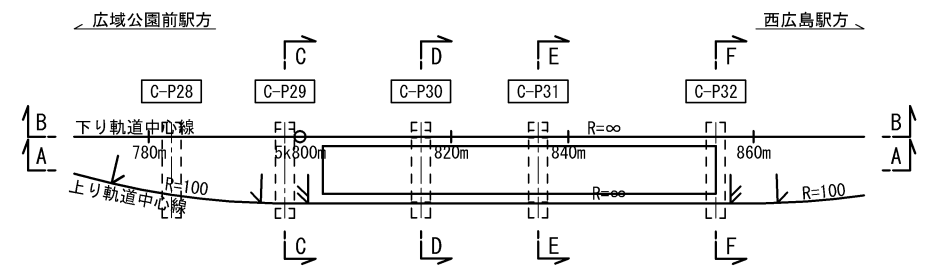 広域公園前駅方
西広島駅方
C
D
E
F
C-P28
C-P29
C-P30
C-P31
C-P32
B
下り軌道中心線
R=∞
B
A
780m
5k800m
820m
840m
860m
A
上り軌道中心線
R=100
R=∞
R=100
C
D
E
F